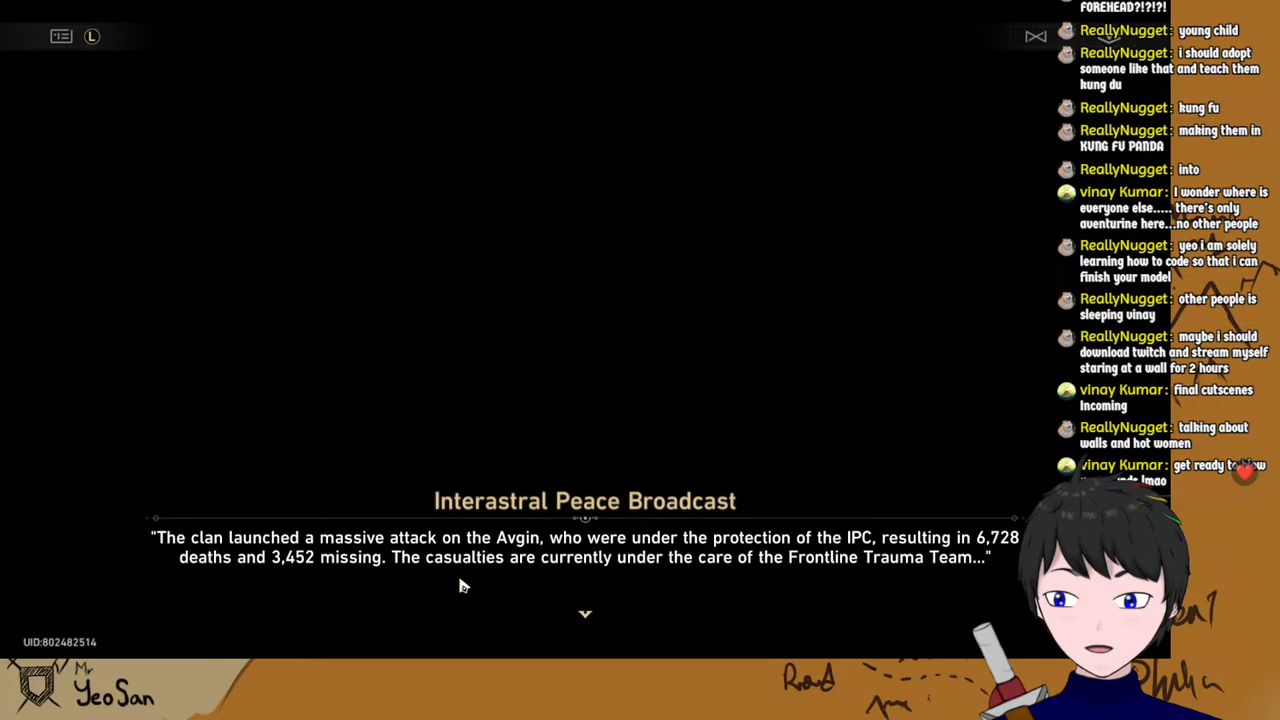 L
FOREHEAD?!?!?!
ReallyNugget: young child
ReallyNugget: i should adopt
someone like that and teach them
kung du
ReallyNugget: kung fu
ReallyNugget: making them in
KUNG FU PANDA
ReallyNugget: into
vinay Kumar: I wonder where is
everyone else..... there's only
aventurine here...no other people
ReallyNugget: yeo i am solely
learning how to code so that i can
finish your model
ReallyNugget: other people is
sleeping vinay
ReallyNugget: maybe i should
download twitch and stream myself
staring at a wall for 2 hours
vinay Kumar: final cutscenes
Incoming
ReallyNugget: talking about
walls and hot women
vinay Kumar: get ready to
lmao
Interastral Peace Broadcast
"The clan launched a massive attack on the Avgin, who were under the protection of the IPC, resulting in 6,728
deaths and 3,452 missing. The casualties are currently under the care of the Frontline Trauma Team..."
UID:802482514
Mr
YeoSan
Road